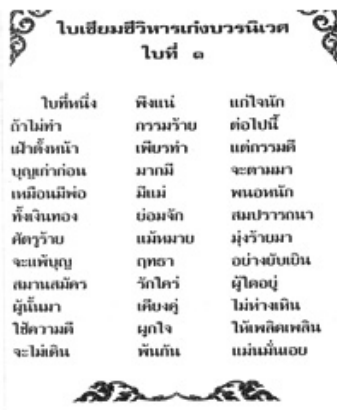 ใบเซียมซีวิหารเก๋งบวรนิเวศ
ใบที่ ๑
ใบที่หนึ่ง พึงแน่ แก่ใจนัก
ถ้าไม่ทำ กรรมร้าย ต่อไปนี้
เฝ้าตั้งหน้า เพียรทำ แต่กรรมดี
บุญเก่าก่อน มากมี จะตามมา
เหมือนมีพ่อ มีแม่ พนอหนัก
ทั้งเงินทอง ย่อมจัก สมปรารถนา
ศัตรูร้าย แม้หมาย มุ่งร้ายมา
จะแพ้บุญ ฤทธา อย่างยับเยิน
สมานสมัคร รักใคร่ ผู้ใดอยู่
ผู้นั้นมา เคียงคู่ ไม่ห่างเหิน
ใช้ความดี ผูกใจ ให้เพลิดเพลิน
จะไม่เดิน พันกัน แม่นมั่นเอย